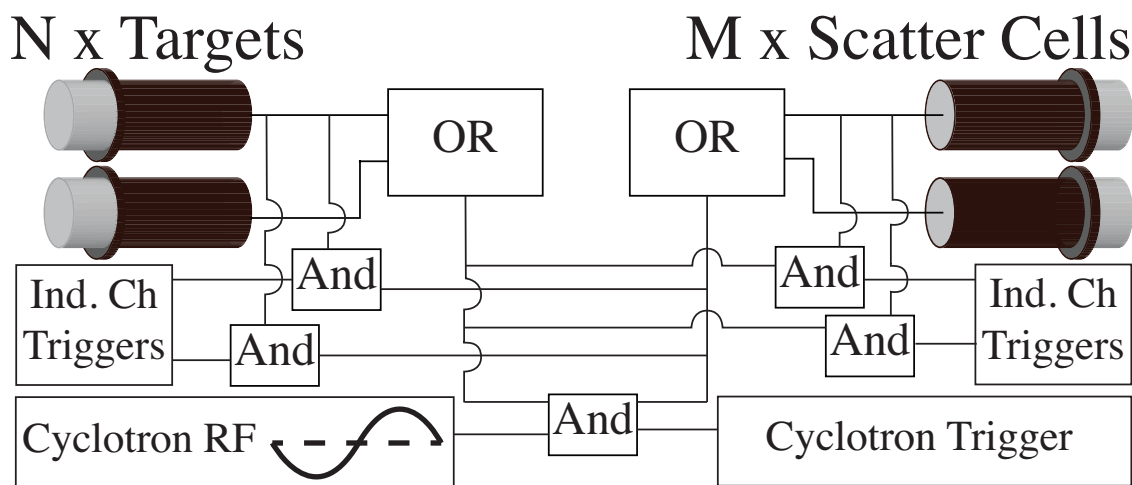 N x Targets
M x Scatter Cells
OR
OR
And
And
Ind. Ch
Triggers
Ind. Ch
Triggers
And
And
And
Cyclotron RF
Cyclotron Trigger